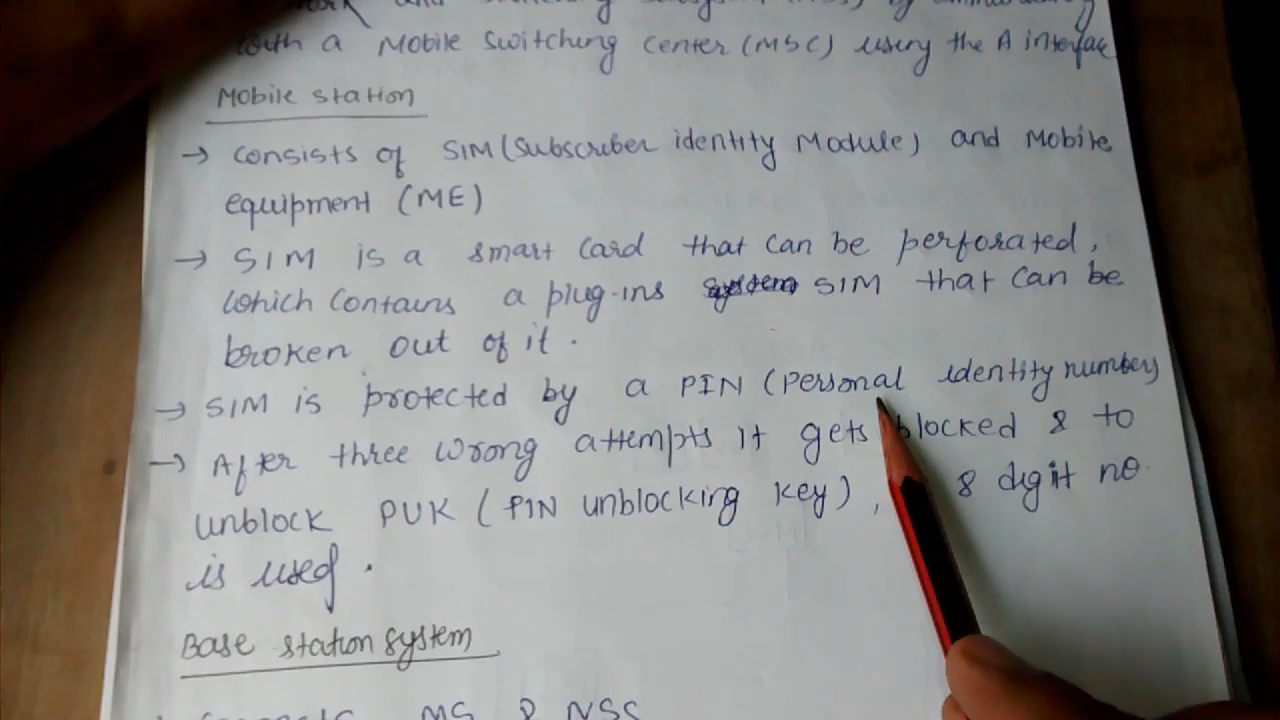 with a Mobile switching center (MSC) using the A interface
Mobile station
→ consists of SIM (Subscriber identity Module) and Mobile
equipment (ME)
→ SIM is a smart card that can be perforated,
which contains a plug-ins system SIM that can be
broken out of it.
→ SIM is protected by a PIN (Personal identity number)
→ After three wrong attempts it gets blocked & to
unblock PUK (PIN unblocking key), 8 digit no.
is used.
Base station system
MS & NSS